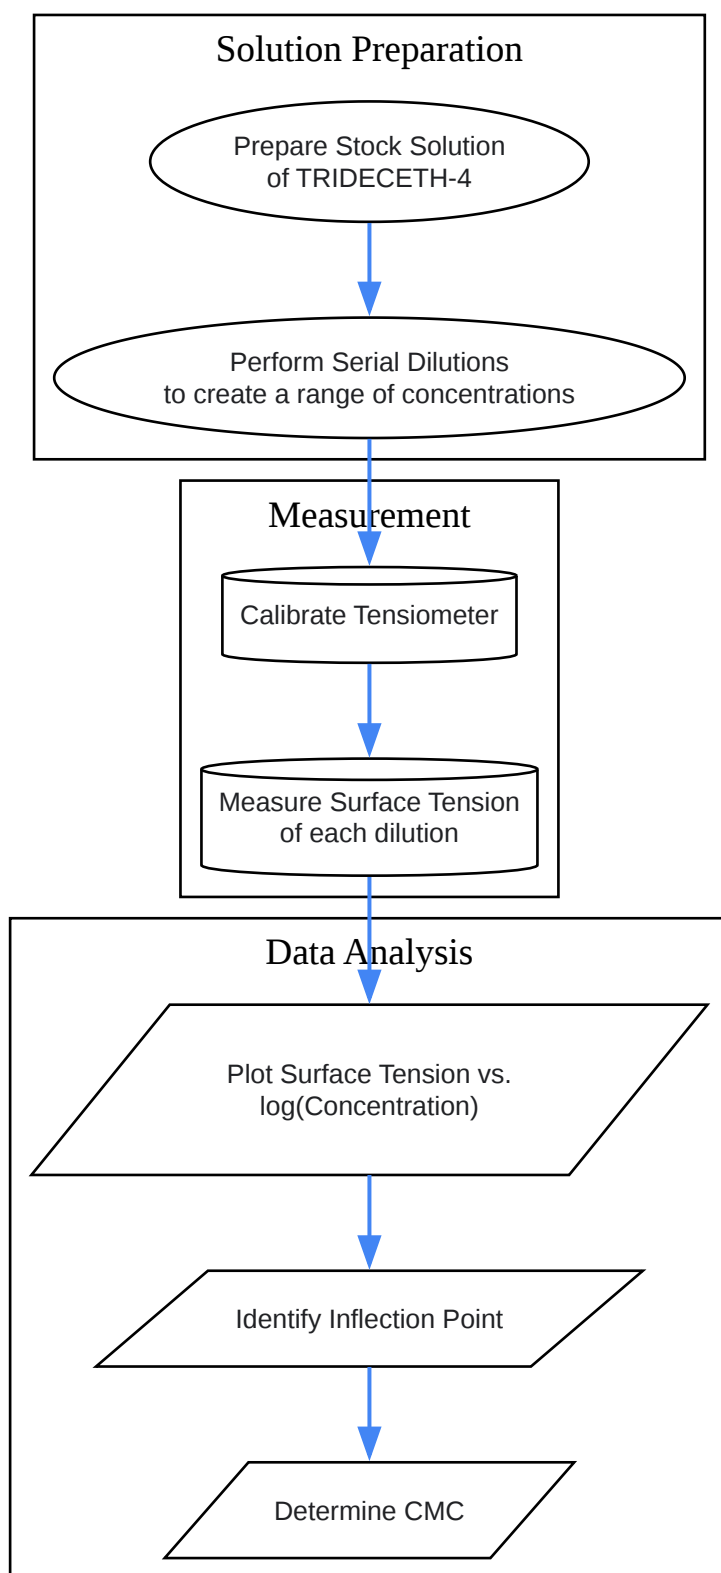 Solution Preparation
Prepare Stock Solution
of TRIDECETH-4
Perform Serial Dilutions
to create a range of concentrations
Measurement
Calibrate Tensiometer
Measure Surface Tension
of each dilution
Data Analysis
Plot Surface Tension vs.
log(Concentration)
Identify Inflection Point
Determine CMC